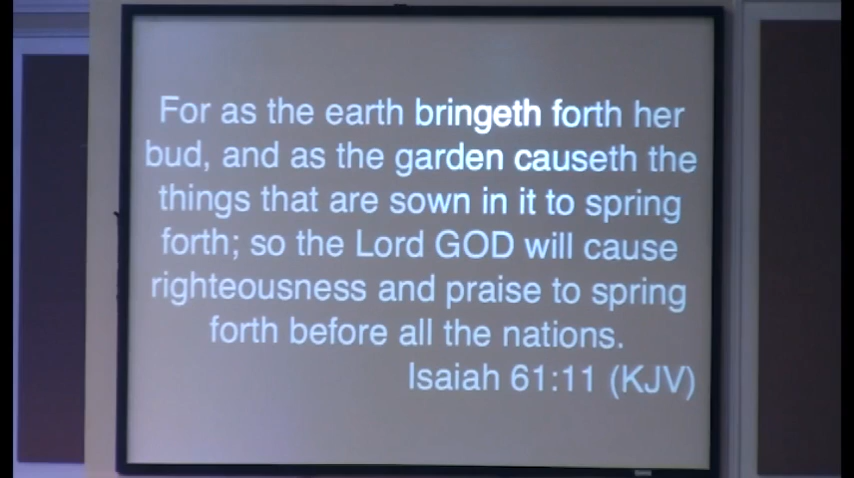 For as the earth bringeth forth her
bud, and as the garden causeth the
things that are sown in it to spring
forth; so the Lord GOD will cause
righteousness and praise to spring
forth before all the nations.
Isaiah 61:11 (KJV)